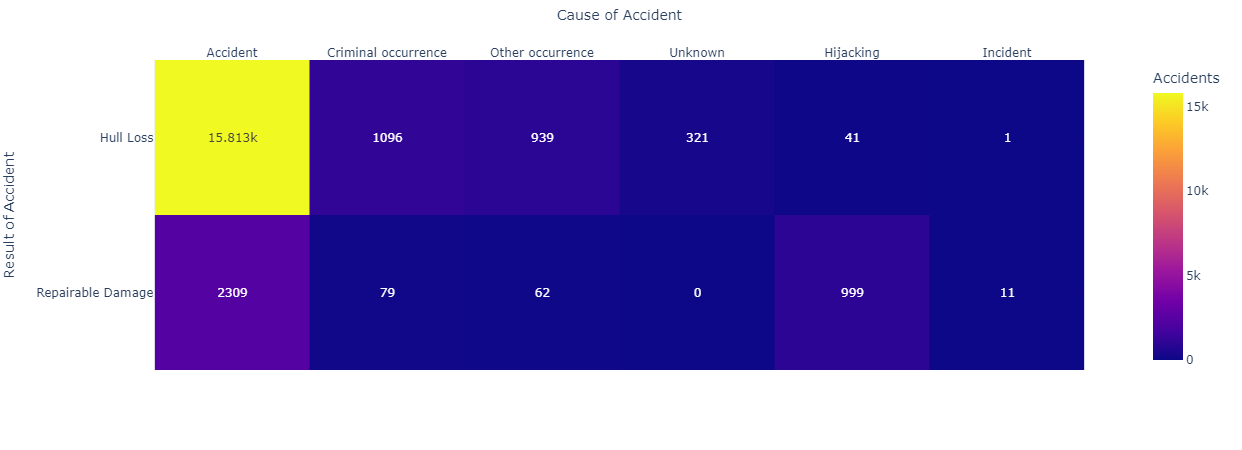 Cause of Accident
Accident Criminal occurrence Other occurrence Unknown Hijacking Incident
Accidents
15k
10k
5k
0
Result of Accident
Hull Loss 15.813k 1096 939 321 41 1
Repairable Damage 2309 79 62 0 999 11